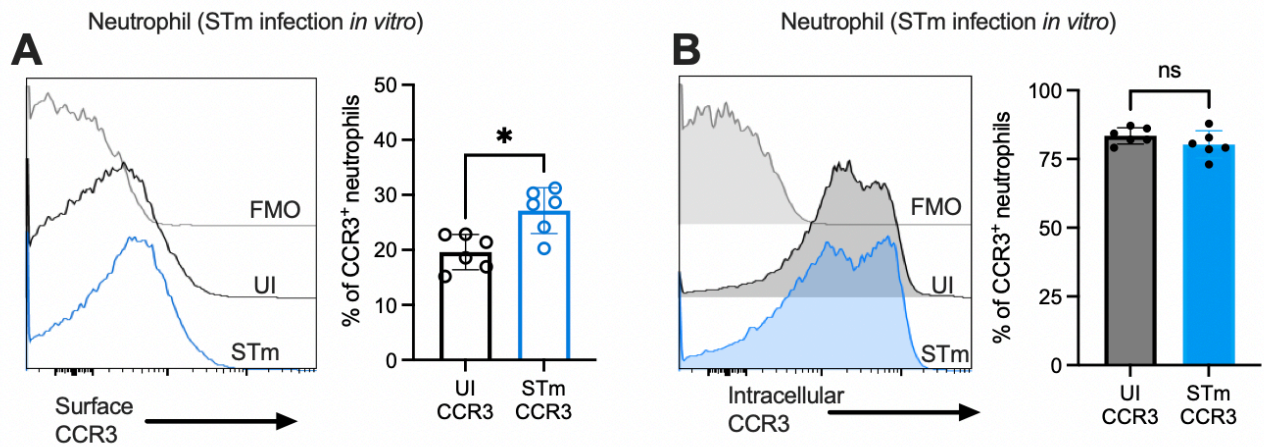 Neutrophil (STm infection in vitro)
A
FMO
UI
STm
Surface
CCR3
% of CCR3⁺ neutrophils
50
40
30
20
10
0
*
UI
CCR3
STm
CCR3
Neutrophil (STm infection in vitro)
B
FMO
UI
STm
Intracellular
CCR3
% of CCR3⁺ neutrophils
100
75
50
25
0
ns
UI
CCR3
STm
CCR3